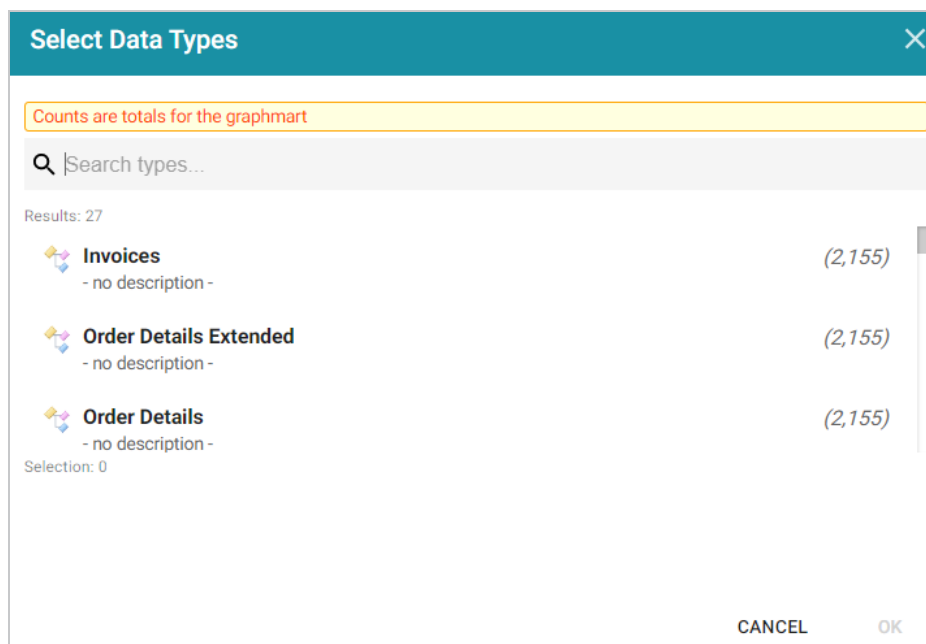 Select Data Types
Counts are totals for the graphmart
Search types...
Results: 27
Invoices (2,155)
- no description -
Order Details Extended (2,155)
- no description -
Order Details (2,155)
- no description -
Selection: 0
CANCEL OK